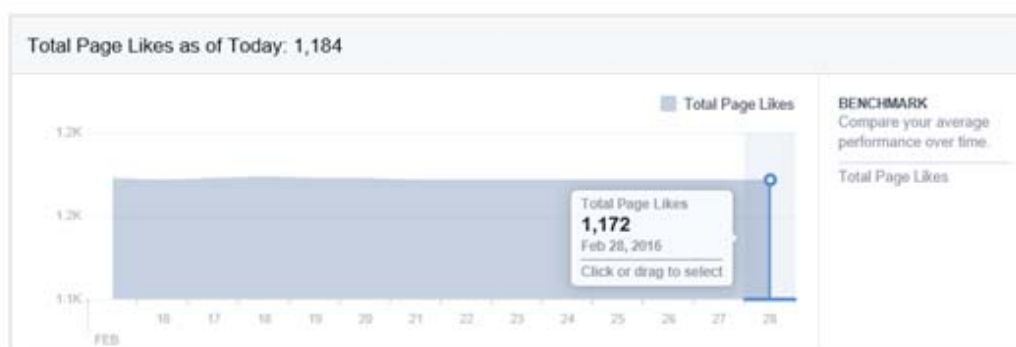 Total Page Likes as of Today: 1,184
Total Page Likes
BENCHMARK
Compare your average
performance over time.
Total Page Likes
1.2K
1.2K
1.1K
Total Page Likes
1,172
Feb 28, 2016
Click or drag to select
16 17 18 19 20 21 22 23 24 25 26 27 28
FEB